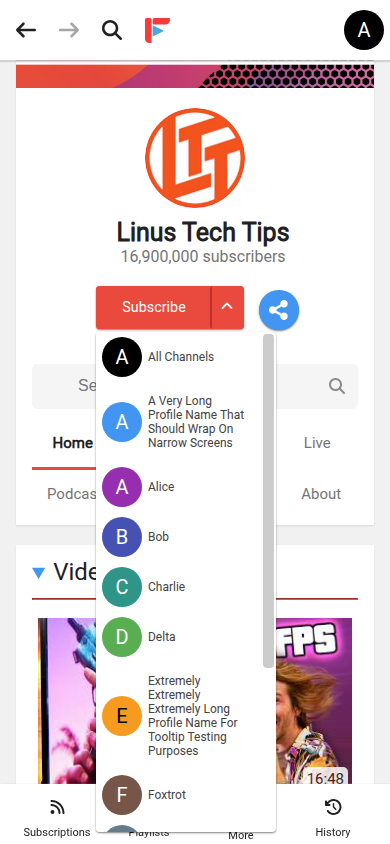 A
LTT
Linus Tech Tips
16,900,000 subscribers
Subscribe
A All Channels
Se
A A Very Long
Profile Name That
Should Wrap On
Narrow Screens
Home
Live
A Alice
Podcas
About
B Bob
C Charlie
Vide
D Delta
FPS
E Extremely
Extremely
Extremely Long
Profile Name For
Tooltip Testing
Purposes
16:48
F Foxtrot
Subscriptions
Playlists
More
History